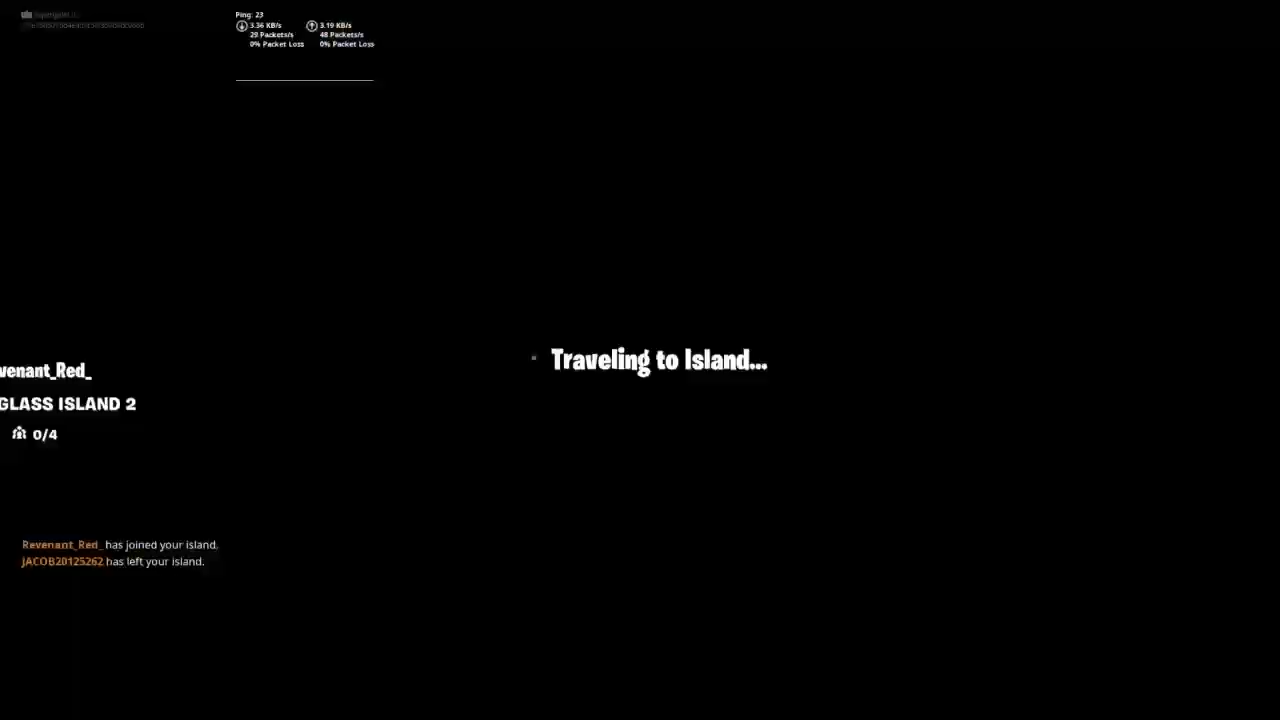 Ping: 23
3.36 KB/s 3.19 KB/s
29 Packets/s 48 Packets/s
0% Packet Loss 0% Packet Loss
Traveling to Island...
venant_Red_
GLASS ISLAND 2
0/4
Revenant_Red_ has joined your island.
JACOB20125262 has left your island.